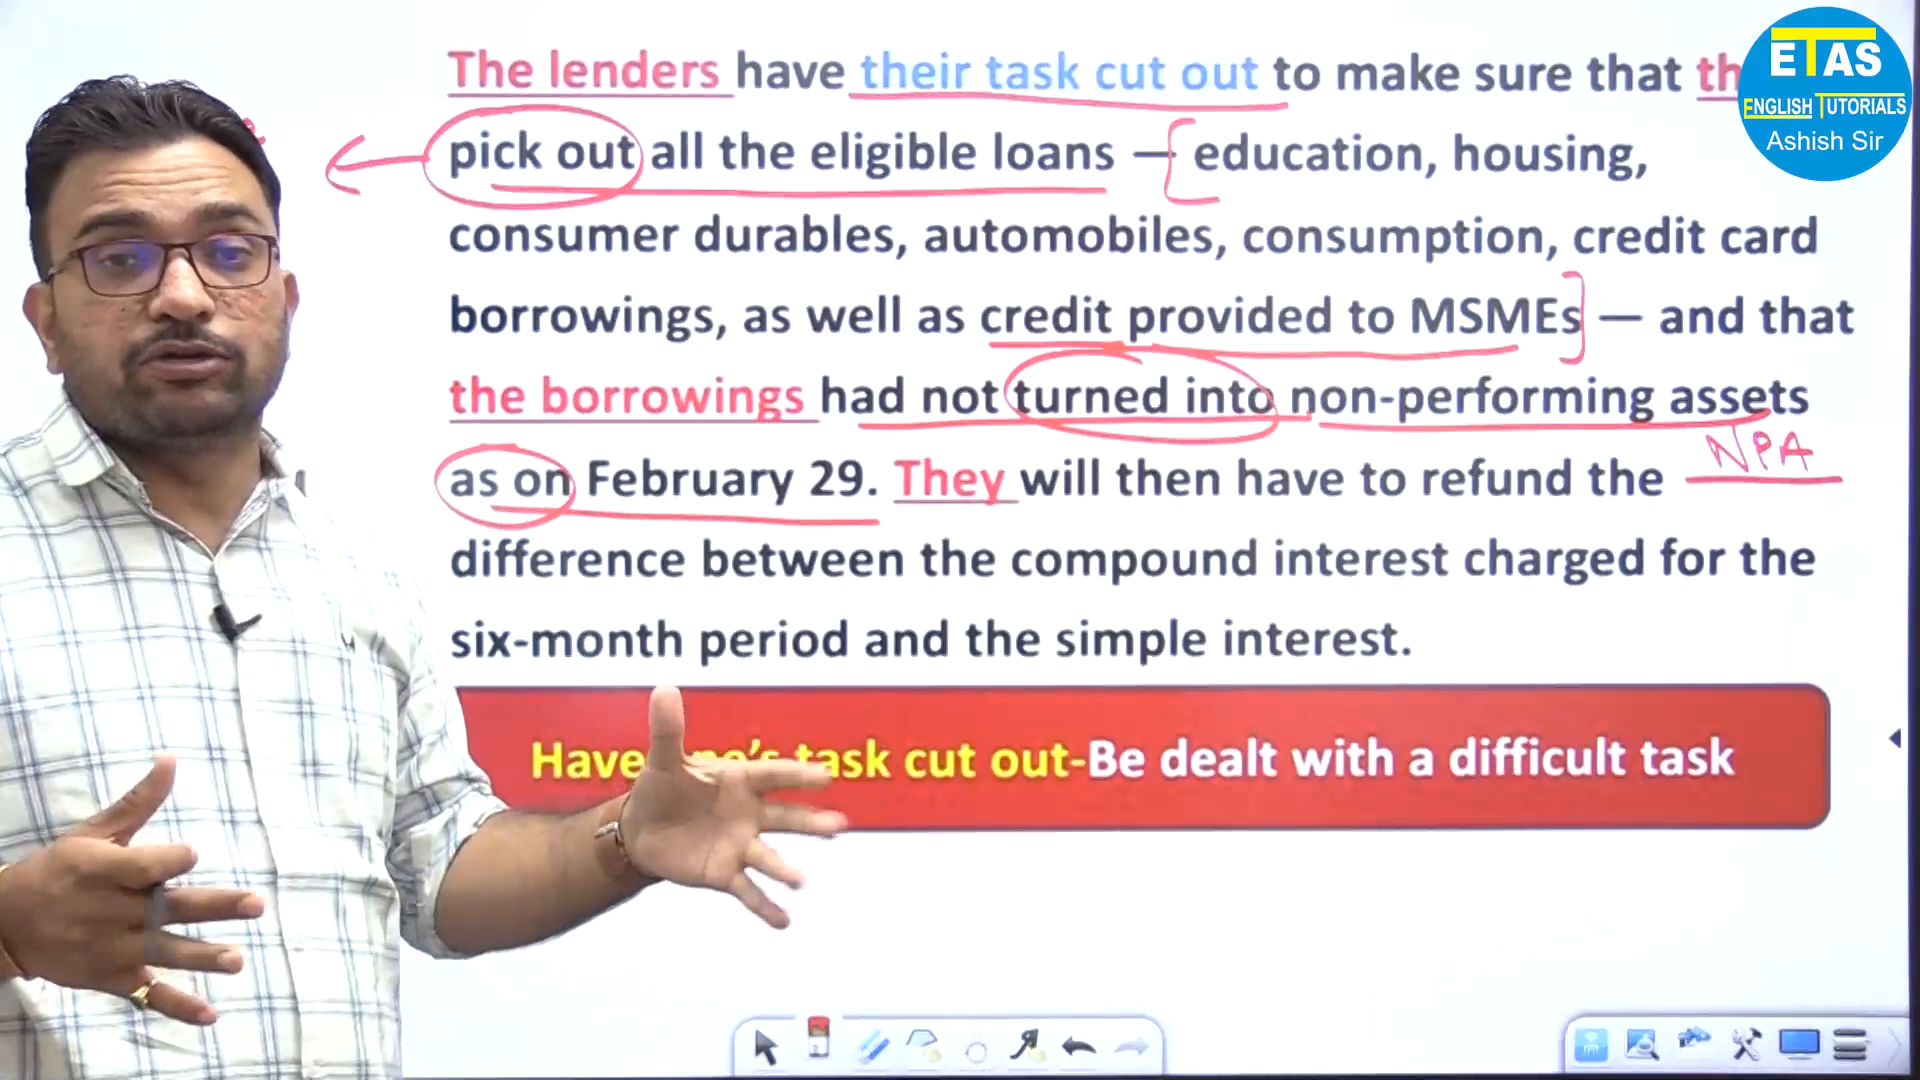 The lenders have their task cut out to make sure that th
pick out all the eligible loans — education, housing,
consumer durables, automobiles, consumption, credit card
borrowings, as well as credit provided to MSMEs — and that
the borrowings had not turned into non-performing assets
NPA
as on February 29. They will then have to refund the
difference between the compound interest charged for the
six-month period and the simple interest.
Have task cut out-Be dealt with a difficult task
ETAS
ENGLISH TUTORIALS
Ashish Sir